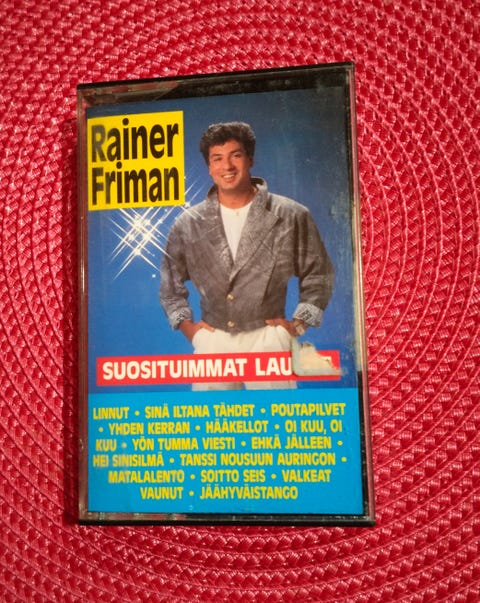 Rainer
Friman
SUOSITUIMMAT
LINNUT • SINÄ ILTANA TÄHDET • POUTAPILVET
• YHDEN KERRAN • HÄÄKELLOT • OI KUU, OI
KUU • YÖN TUMMA VIESTI • EHKÄ JÄLLEEN •
HEI SINISILMÄ • TANSSI NOUSUUN AURINGON •
MATALALENTO • SOITTO SEIS • VALKEAT
VAUNUT • JÄÄHYVÄISTANGO